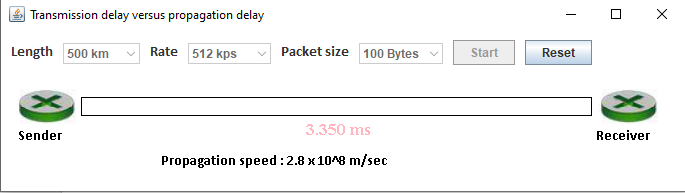 Transmission delay versus propagation delay
Length 500 km Rate 512 kps Packet size 100 Bytes Start Reset
Sender
3.350 ms
Receiver
Propagation speed : 2.8 x 10^8 m/sec